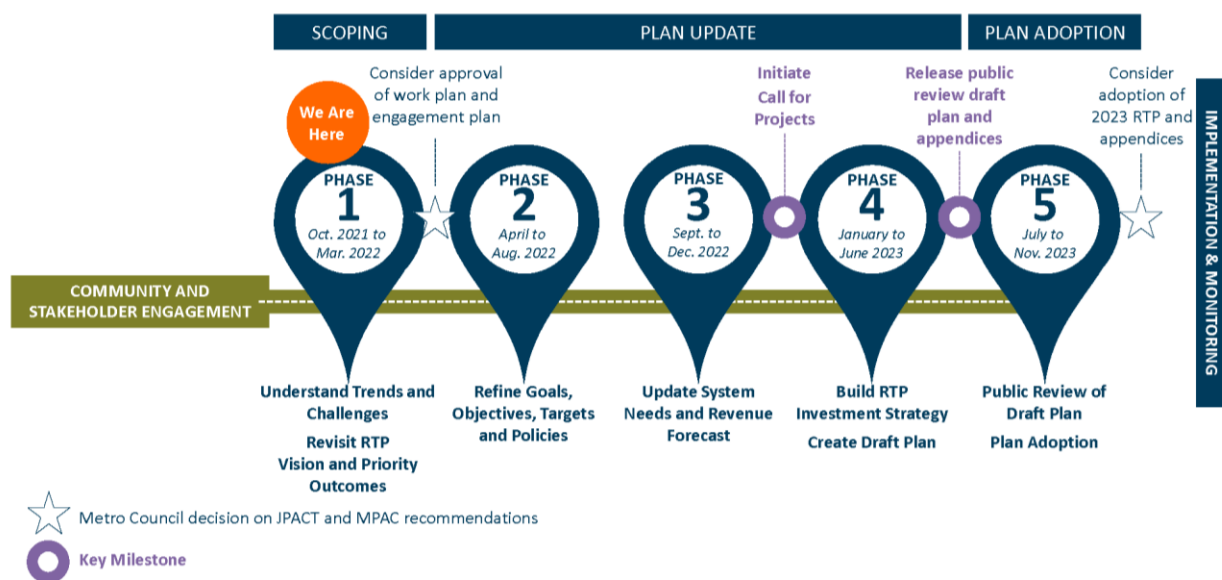 SCOPING
PLAN UPDATE
PLAN ADOPTION
Consider approval
of work plan and
engagement plan
Initiate
Call for
Projects
Release public
review draft
plan and
appendices
Consider
adoption of
2023 RTP and
appendices
We Are
Here
PHASE
1
Oct. 2021 to
Mar. 2022
PHASE
2
April to
Aug. 2022
PHASE
3
Sept. to
Dec. 2022
PHASE
4
January to
June 2023
PHASE
5
July to
Nov. 2023
IMPLEMENTATION & MONITORING
COMMUNITY AND
STAKEHOLDER ENGAGEMENT
Understand Trends and
Challenges
Revisit RTP
Vision and Priority
Outcomes
Refine Goals,
Objectives, Targets
and Policies
Update System
Needs and Revenue
Forecast
Build RTP
Investment Strategy
Create Draft Plan
Public Review of
Draft Plan
Plan Adoption
Metro Council decision on JPACT and MPAC recommendations
Key Milestone